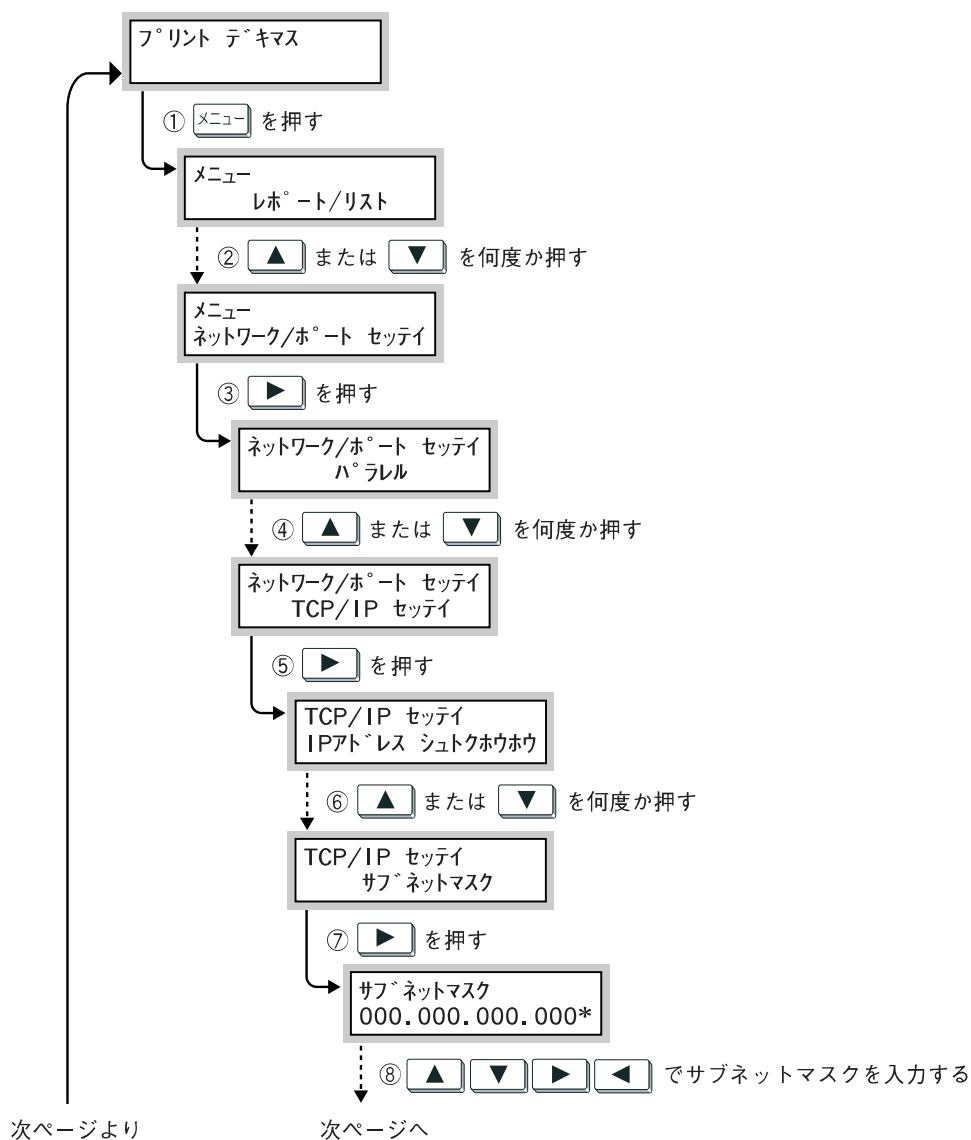 プリント デキマス
① メニュー を押す
メニュー
レポート/リスト
② ▲ または ▼ を何度か押す
メニュー
ネットワーク/ポート セッテイ
③ ▶ を押す
ネットワーク/ポート セッテイ
パラレル
④ ▲ または ▼ を何度か押す
ネットワーク/ポート セッテイ
TCP/IP セッテイ
⑤ ▶ を押す
TCP/IP セッテイ
IPアドレス シュトクホウホウ
⑥ ▲ または ▼ を何度か押す
TCP/IP セッテイ
サブネットマスク
⑦ ▶ を押す
サブネットマスク
000.000.000.000*
⑧ ▲ ▼ ▶ ◀ でサブネットマスクを入力する
次ページより 次ページへ